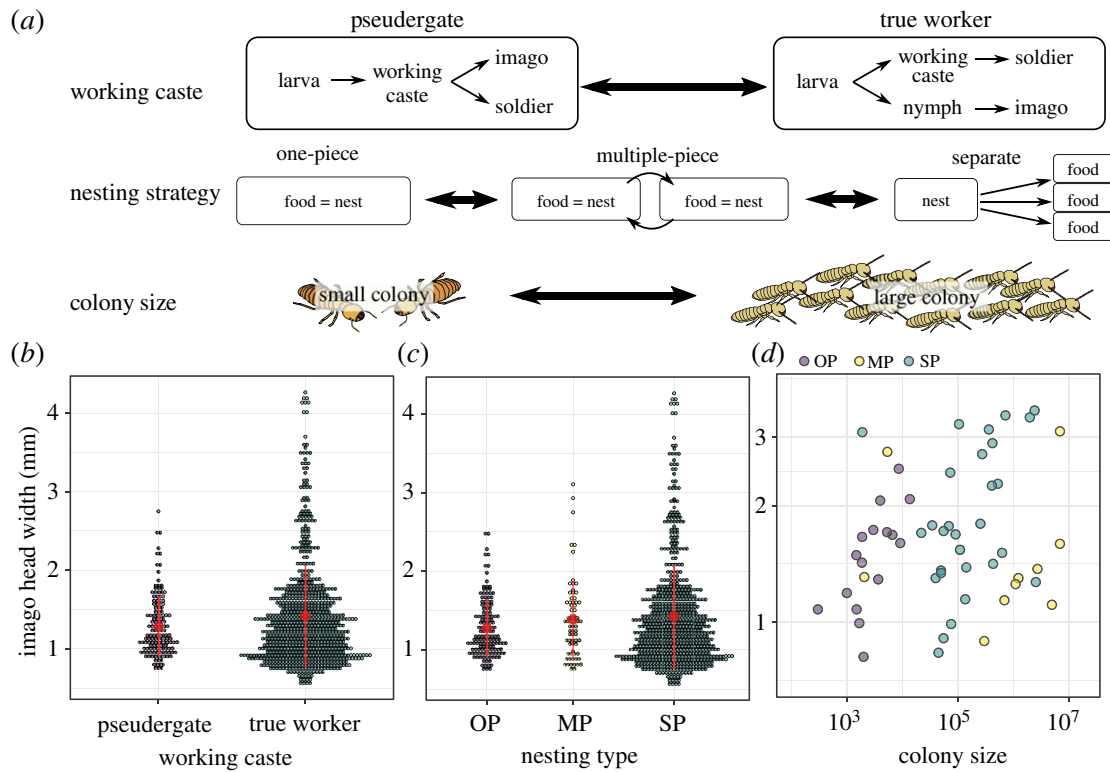 (a)
pseudergate
true worker
working caste
larva
working
caste
imago
soldier
larva
working
caste
soldier
nymph
imago
nesting strategy
one-piece
food = nest
multiple-piece
food = nest
food = nest
separate
nest
food
food
food
colony size
small colony
large colony
(b)
imago head width (mm)
4
3
2
1
pseudergate
true worker
working caste
(c)
4
3
2
1
OP
MP
SP
nesting type
(d)
OP
MP
SP
3
2
1
10³
10⁵
10⁷
colony size